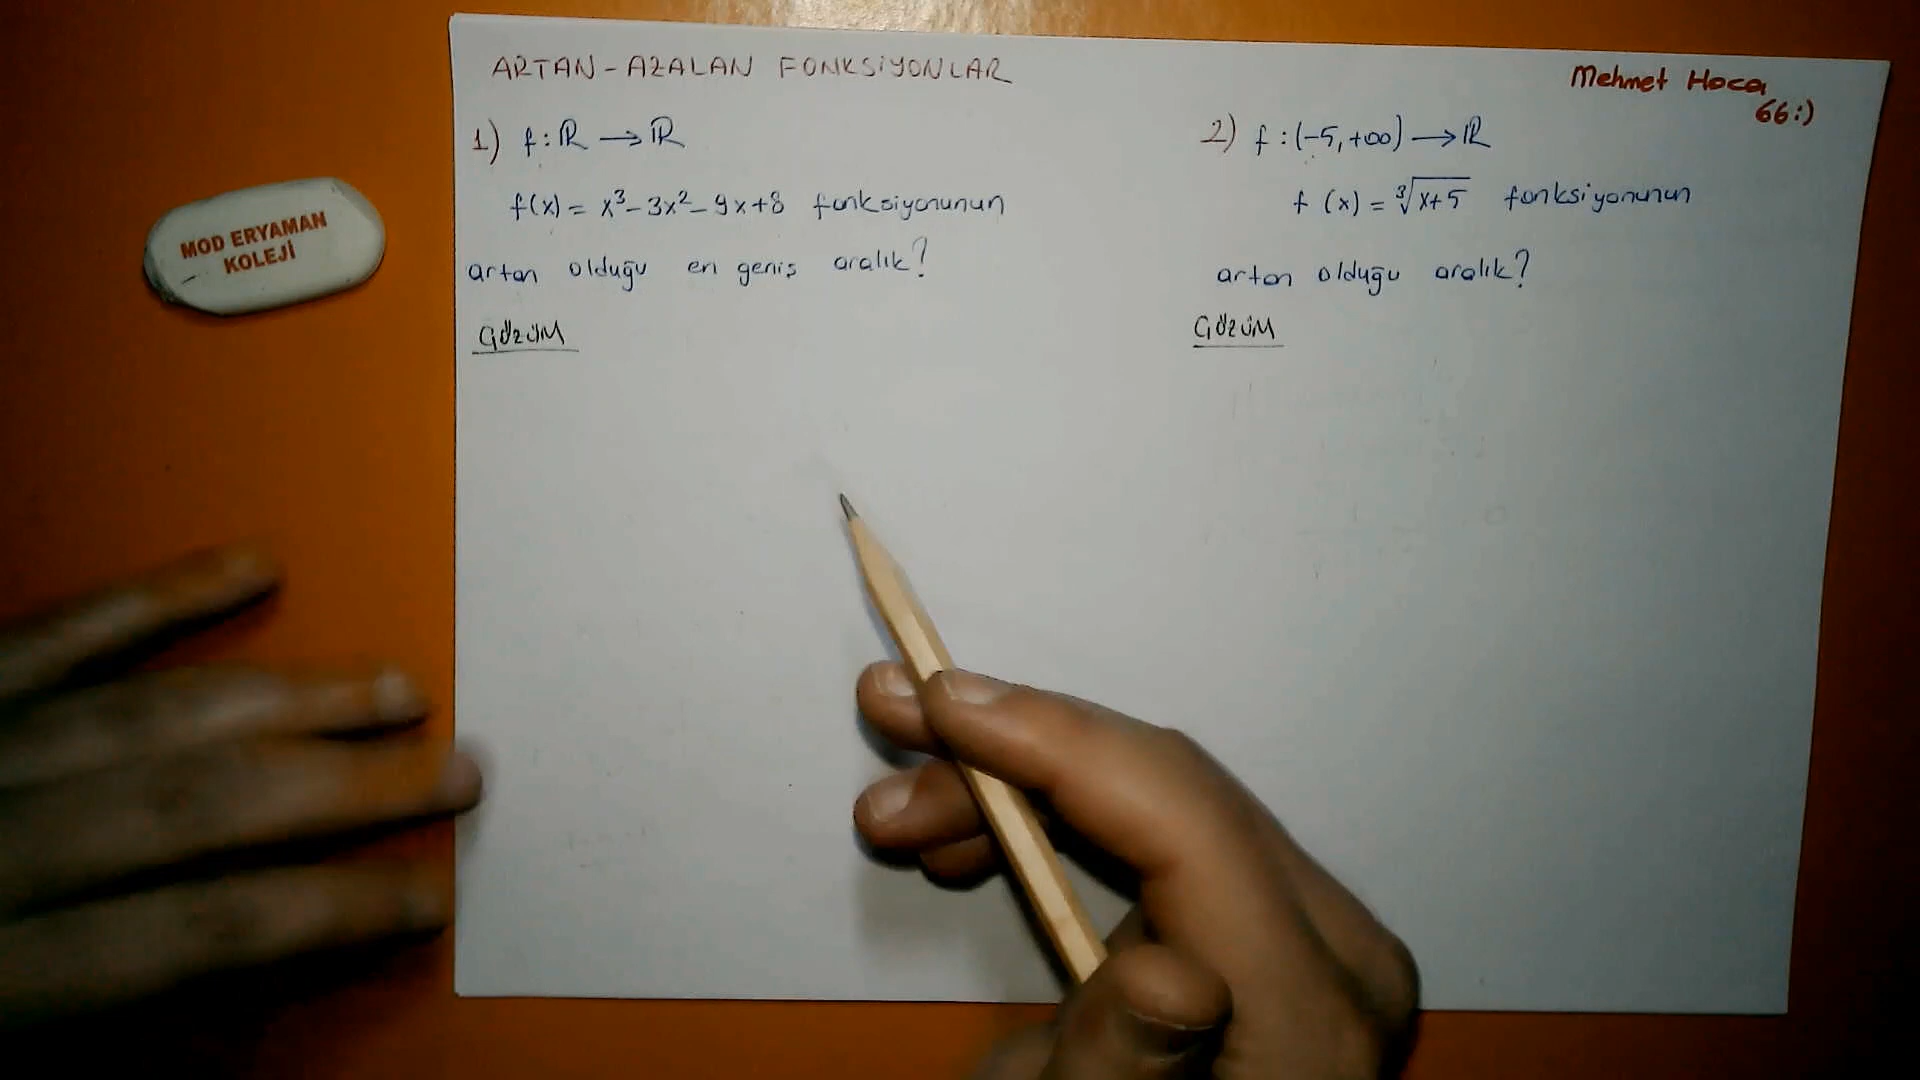 ARTAN-AZALAN FONKSİYONLAR
Mehmet Hoca
66:)
1) f: ℝ → ℝ
f(x) = x³-3x²-9x+8 fonksiyonunun
artan olduğu en geniş aralık?
ÇÖZÜM
2) f : (-5, +∞) → ℝ
f (x) = ³√(x+5) fonksiyonunun
artan olduğu aralık?
ÇÖZÜM
MOD ERYAMAN
KOLEJİ